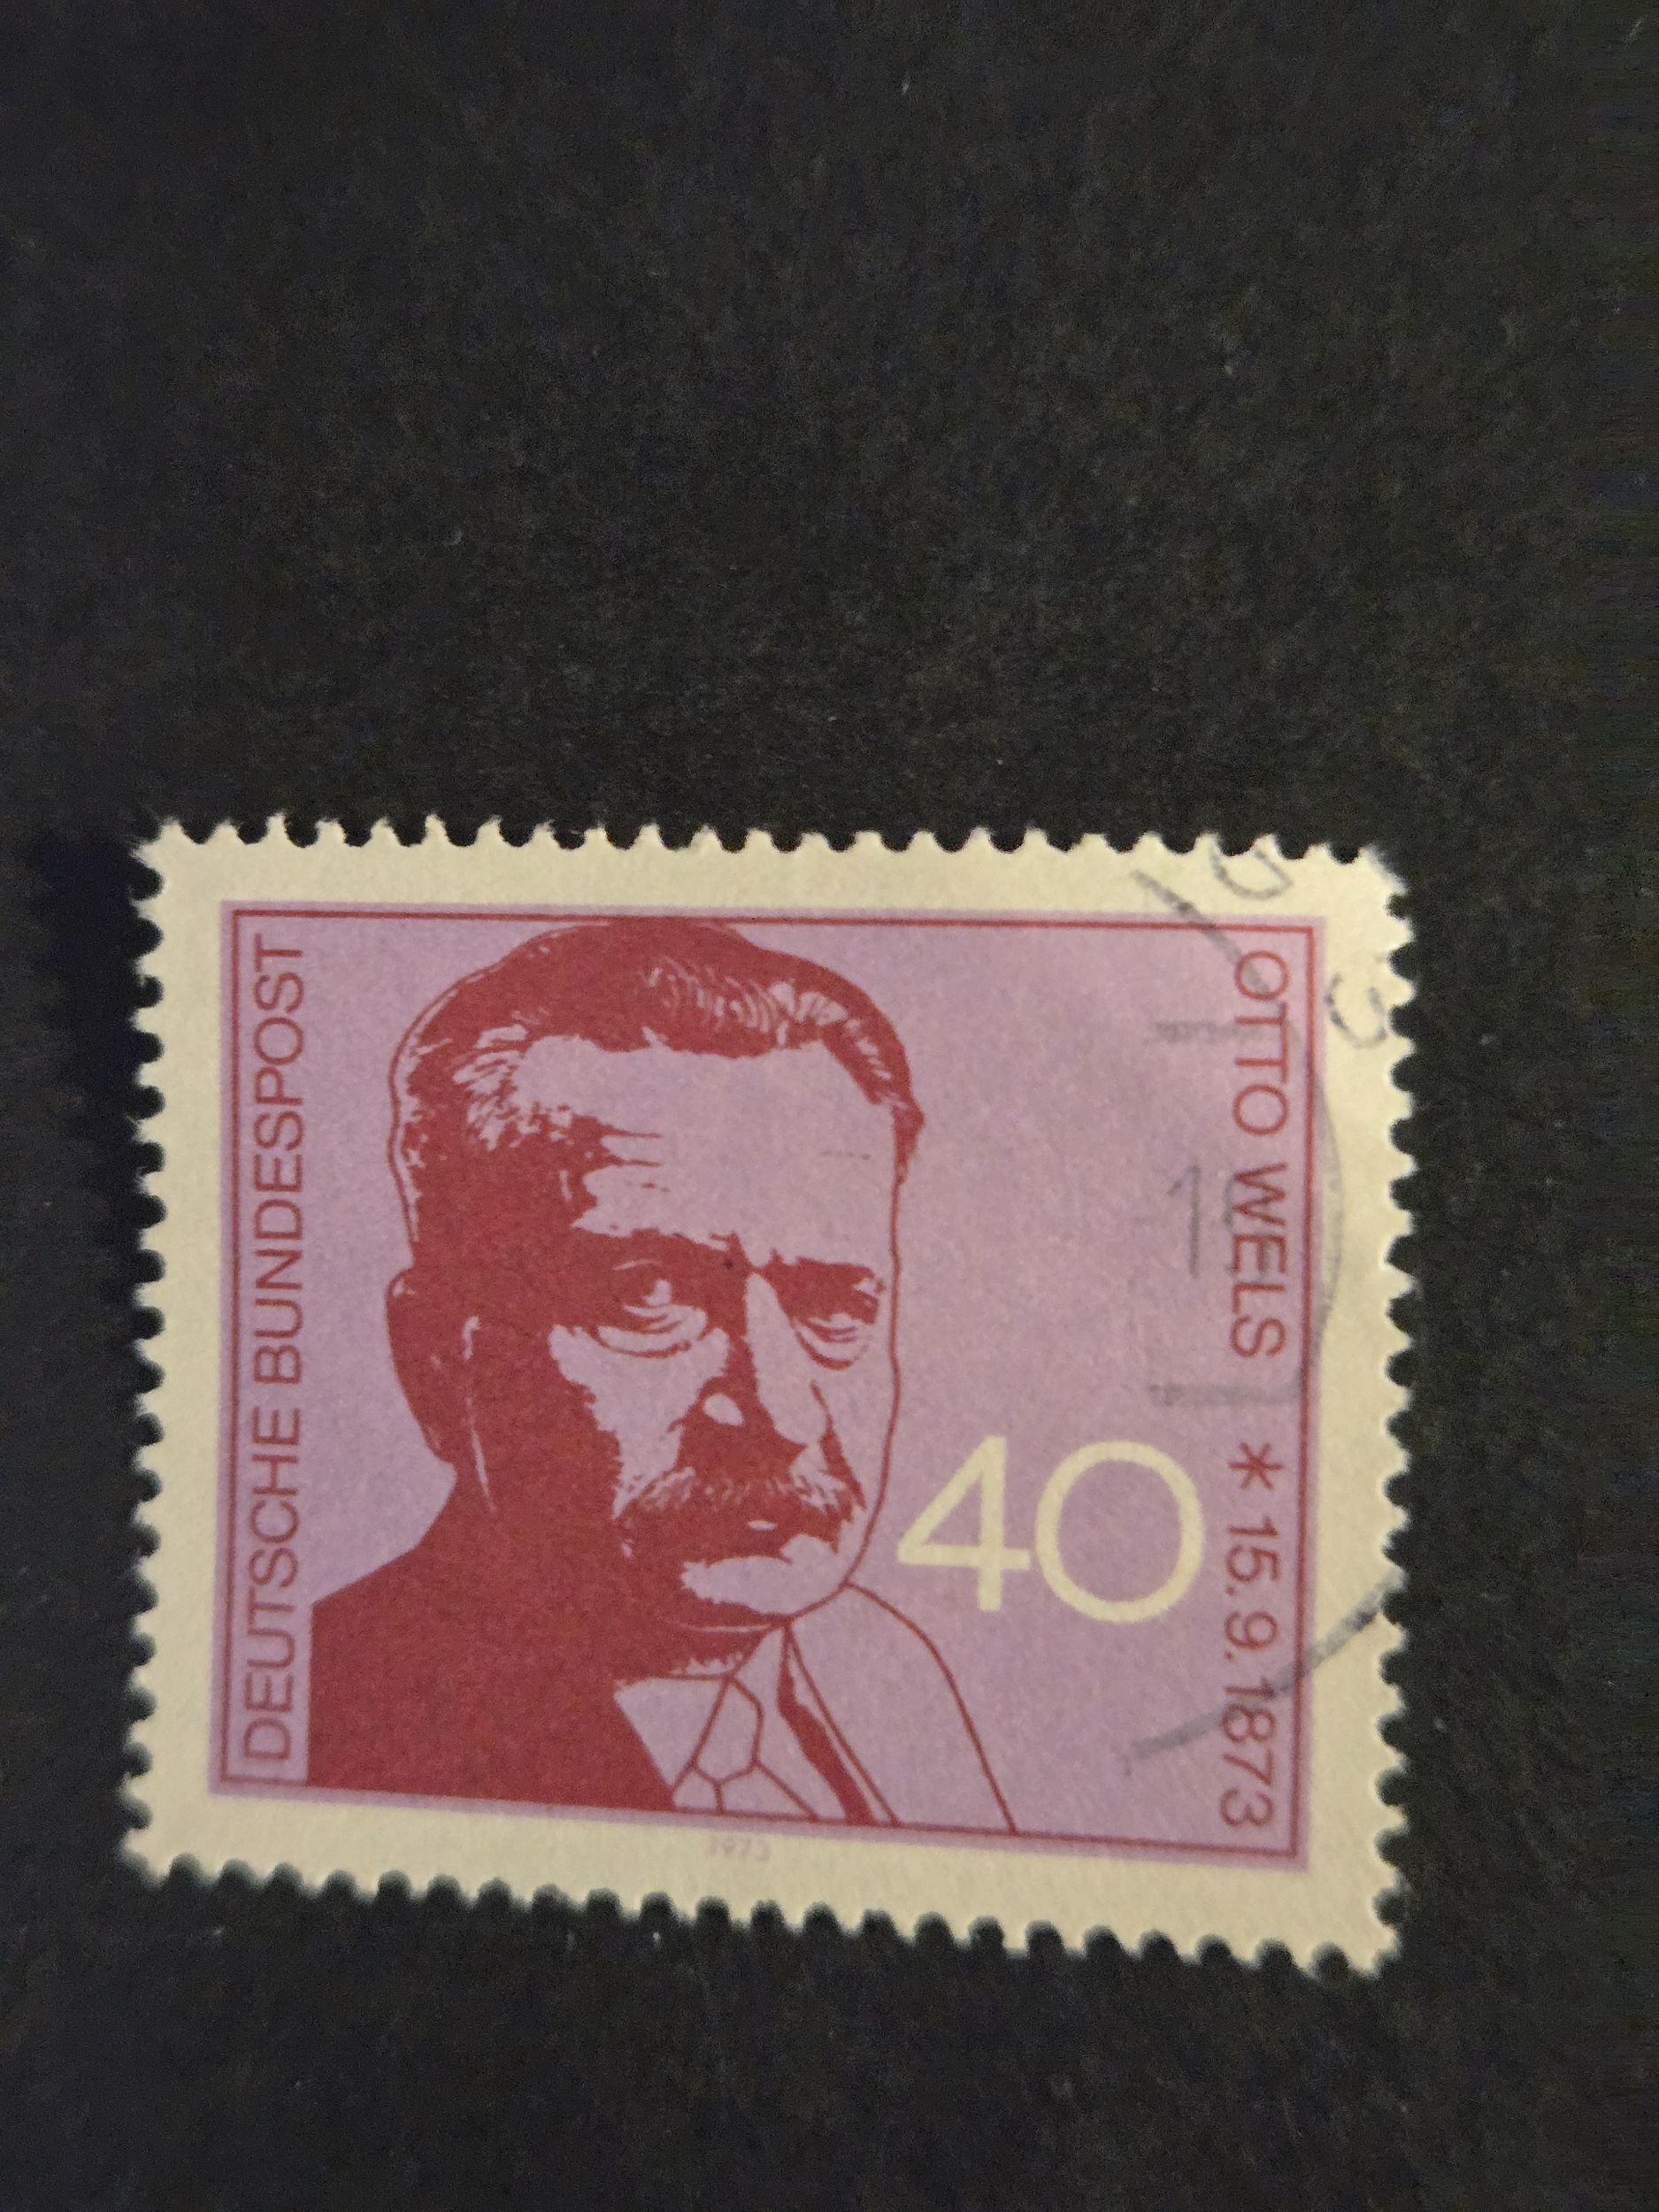 DEUTSCHE BUNDESPOST
OTTO WELS * 15.9.1873
40
1973